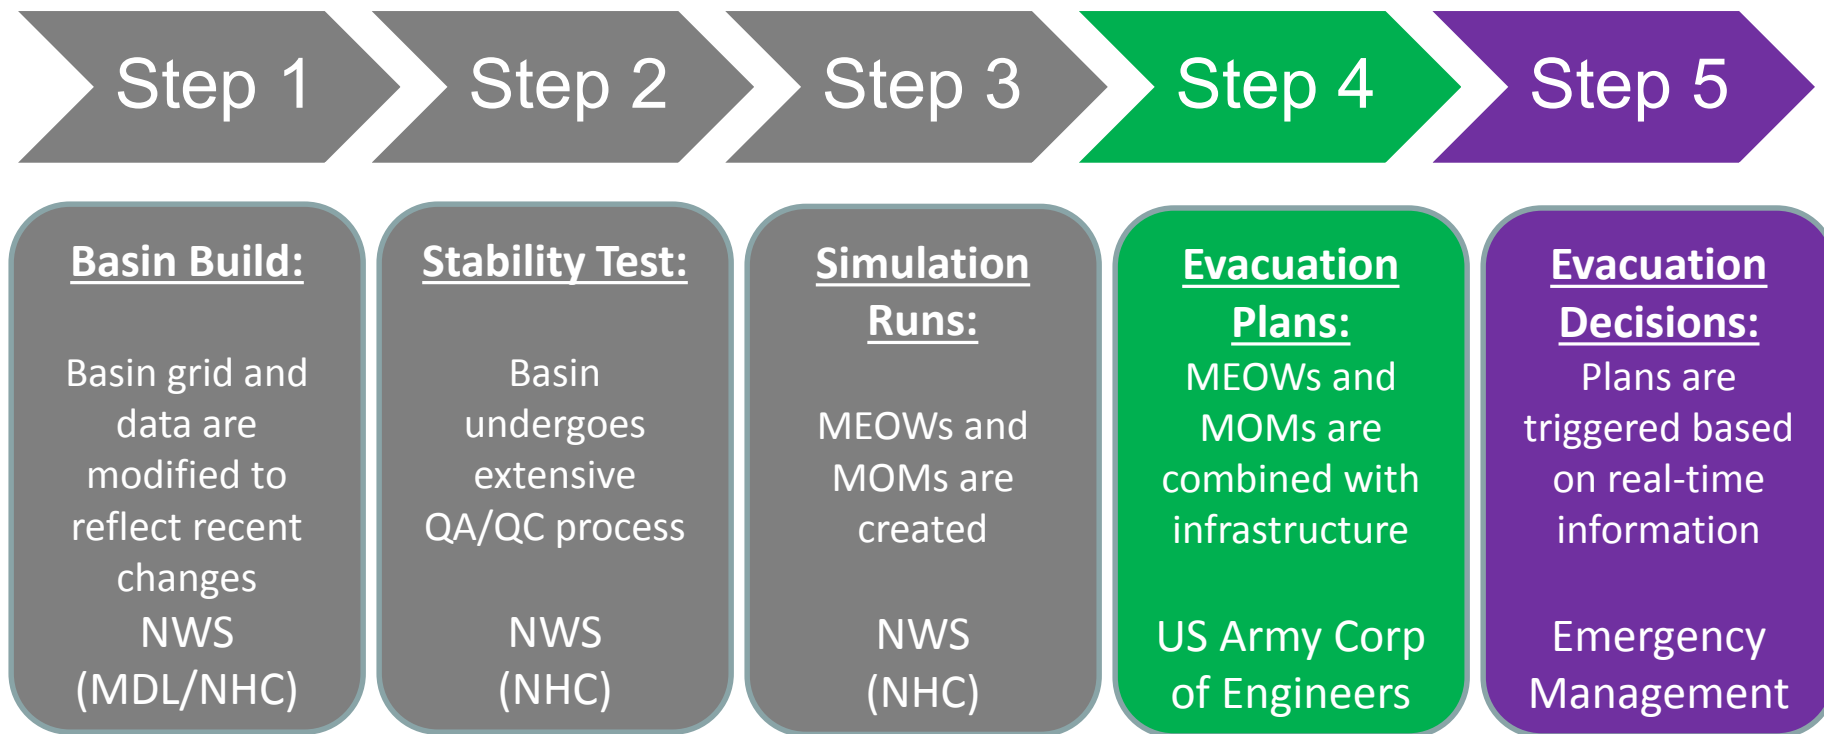 Step 1
Step 2
Step 3
Step 4
Step 5
Basin Build:
Basin grid and
data are
modified to
reflect recent
changes
NWS
(MDL/NHC)
Stability Test:
Basin
undergoes
extensive
QA/QC process
NWS
(NHC)
Simulation
Runs:
MEOWs and
MOMs are
created
NWS
(NHC)
Evacuation
Plans:
MEOWs and
MOMs are
combined with
infrastructure
US Army Corp
of Engineers
Evacuation
Decisions:
Plans are
triggered based
on real-time
information
Emergency
Management